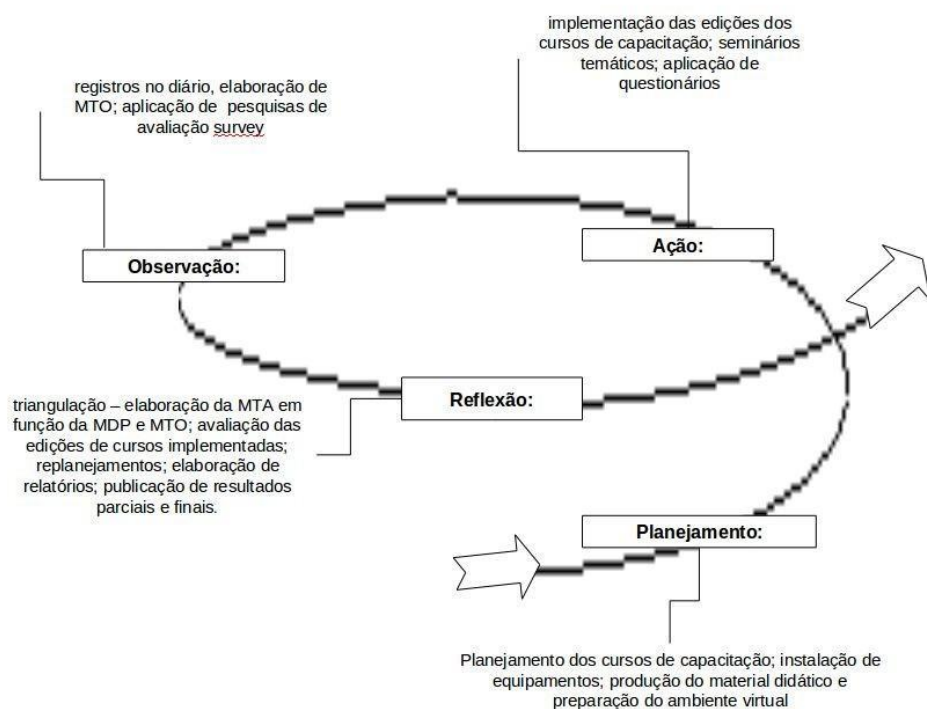 implementação das edições dos
cursos de capacitação; seminários
temáticos; aplicação de
questionários
registros no diário, elaboração de
MTO; aplicação de pesquisas de
avaliação survey
Ação:
Observação:
Reflexão:
triangulação – elaboração da MTA em
função da MDP e MTO; avaliação das
edições de cursos implementadas;
replanejamentos; elaboração de
relatórios; publicação de resultados
parciais e finais.
Planejamento:
Planejamento dos cursos de capacitação; instalação de
equipamentos; produção do material didático e
preparação do ambiente virtual